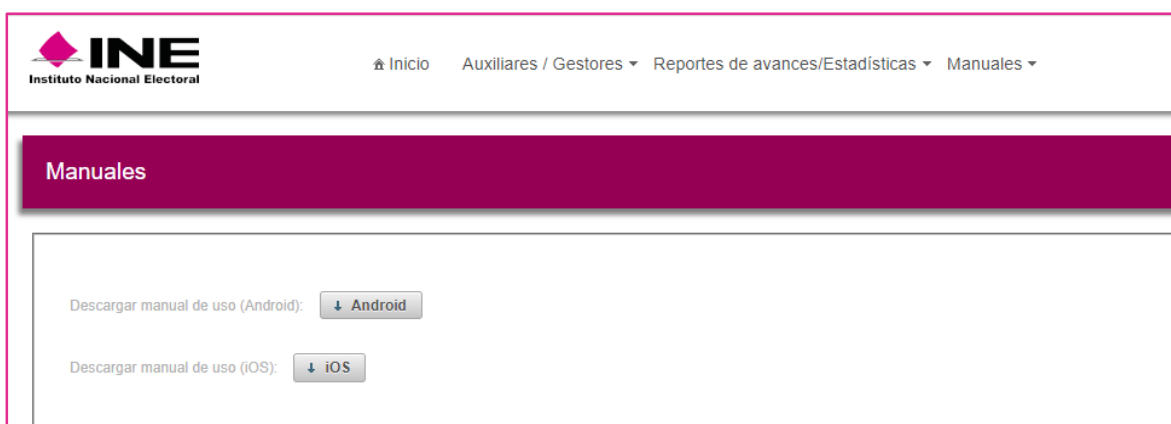 INE
Instituto Nacional Electoral
Inicio Auxiliares / Gestores Reportes de avances/Estadísticas Manuales
Manuales
Descargar manual de uso (Android): Android
Descargar manual de uso (iOS): iOS